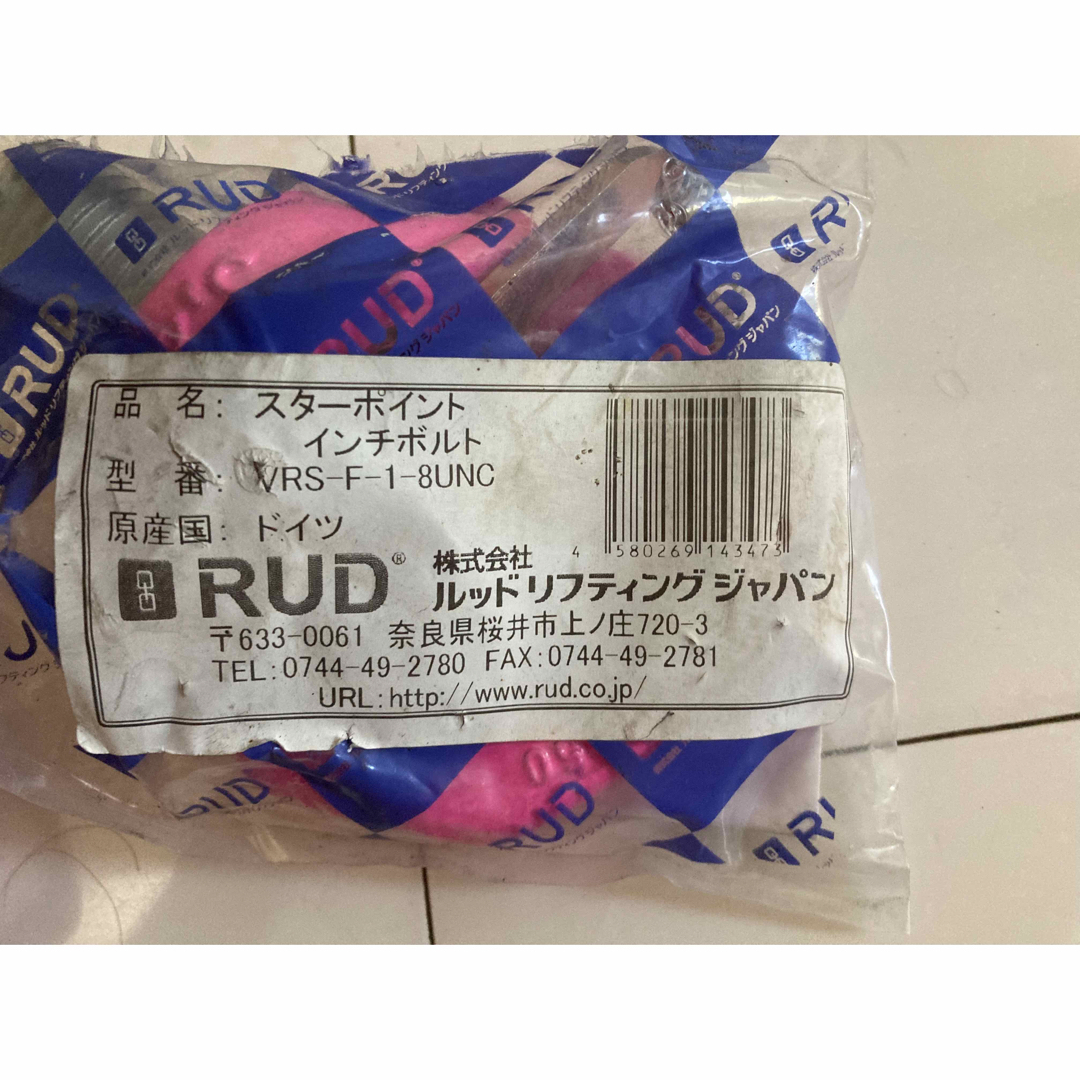 RUD
RUD
RUD
RUD
品 名: スターポイント
インチボルト
型 番: VRS-F-1-8UNC
原産国: ドイツ
4 580269 143473
RUD® 株式会社
ルッド リフティング ジャパン
〒633-0061 奈良県桜井市上ノ庄720-3
TEL:0744-49-2780 FAX:0744-49-2781
URL:http://www.rud.co.jp/
RUD
RUD